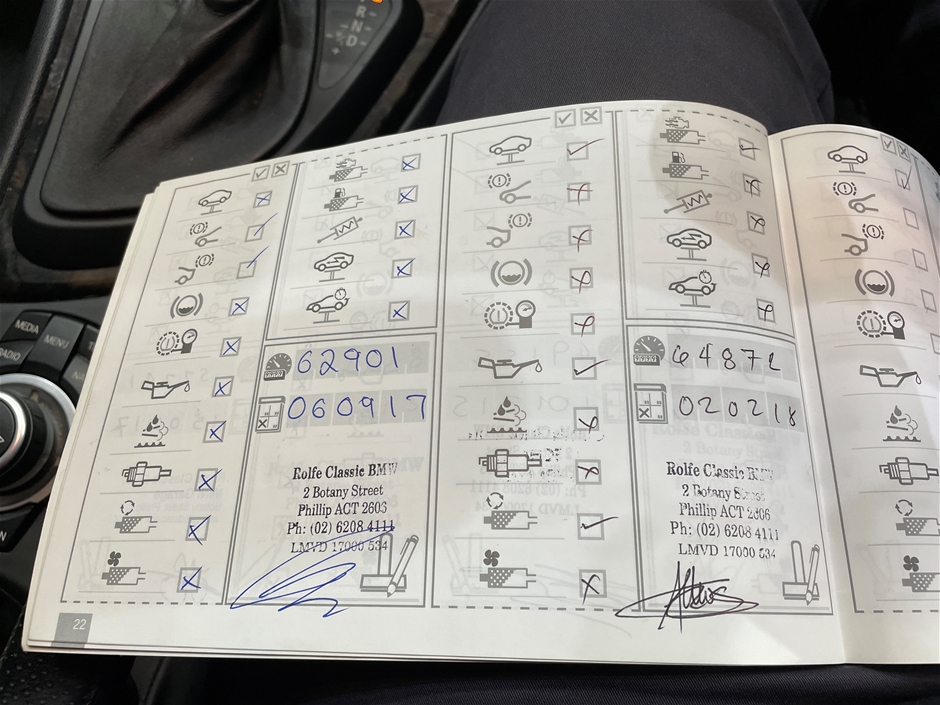 R
N
D
MEDIA
MENU
RADIO
62901
060917
Rolfe Classic BMW
2 Botany Street
Phillip ACT 2603
Ph: (02) 6208 4111
LMVD 17000 534
64872
020218
Rolfe Classic BMW
2 Botany Street
Phillip ACT 2606
Ph: (02) 6208 4111
LMVD 17000 534
22